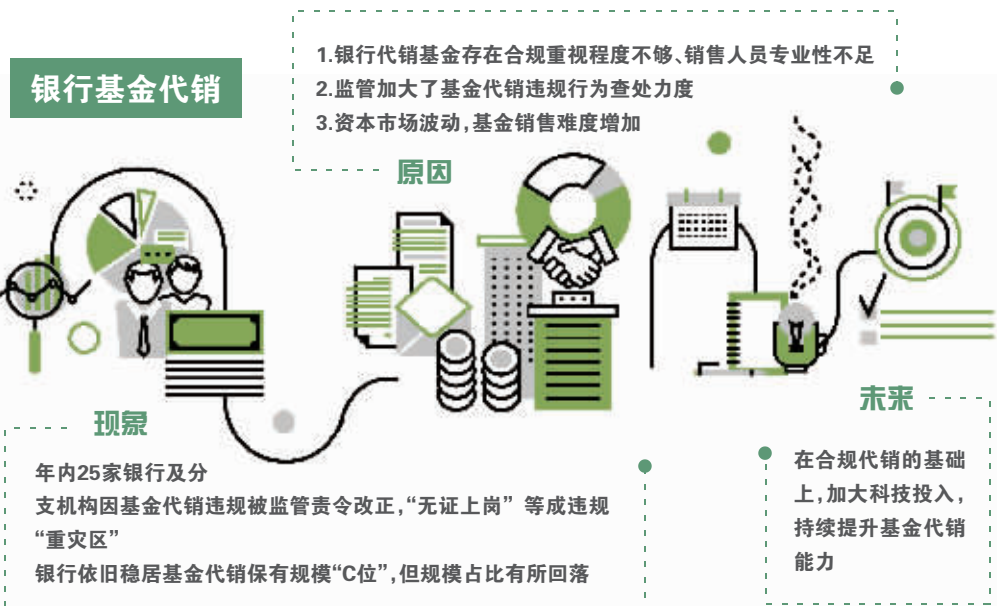 银行基金代销
1.银行代销基金存在合规重视程度不够、销售人员专业性不足
2.监管加大了基金代销违规行为查处力度
3.资本市场波动,基金销售难度增加
原因
现象
年内25家银行及分
支机构因基金代销违规被监管责令改正,“无证上岗” 等成违规
“重灾区”
银行依旧稳居基金代销保有规模“C位”,但规模占比有所回落
未来
在合规代销的基础
上,加大科技投入,
持续提升基金代销
能力